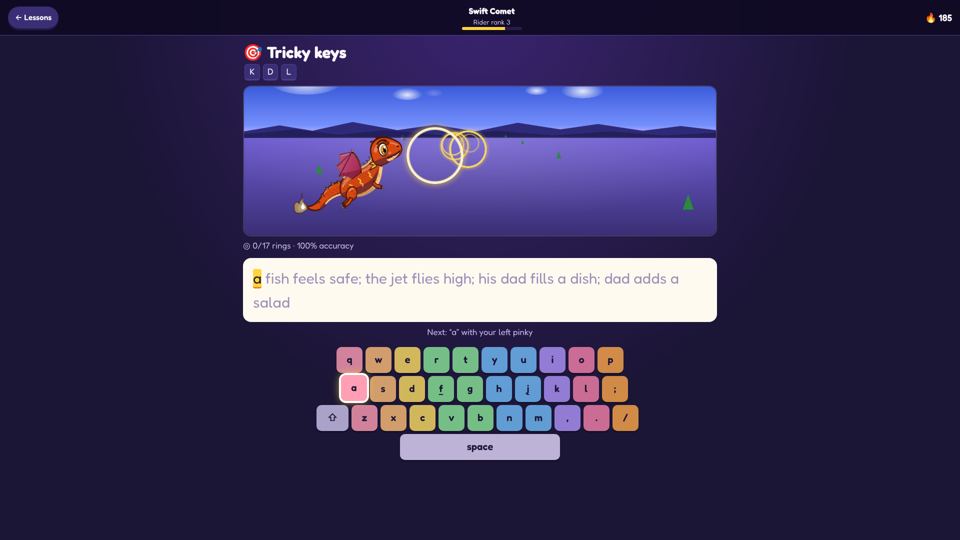 ← Lessons
Swift Comet
Rider rank 3
🔥 185
🎯 Tricky keys
K D L
◎ 0/17 rings · 100% accuracy
a fish feels safe; the jet flies high; his dad fills a dish; dad adds a
salad
Next: "a" with your left pinky
q w e r t y u i o p
a s d f g h j k l ;
⇧ z x c v b n m , . /
space